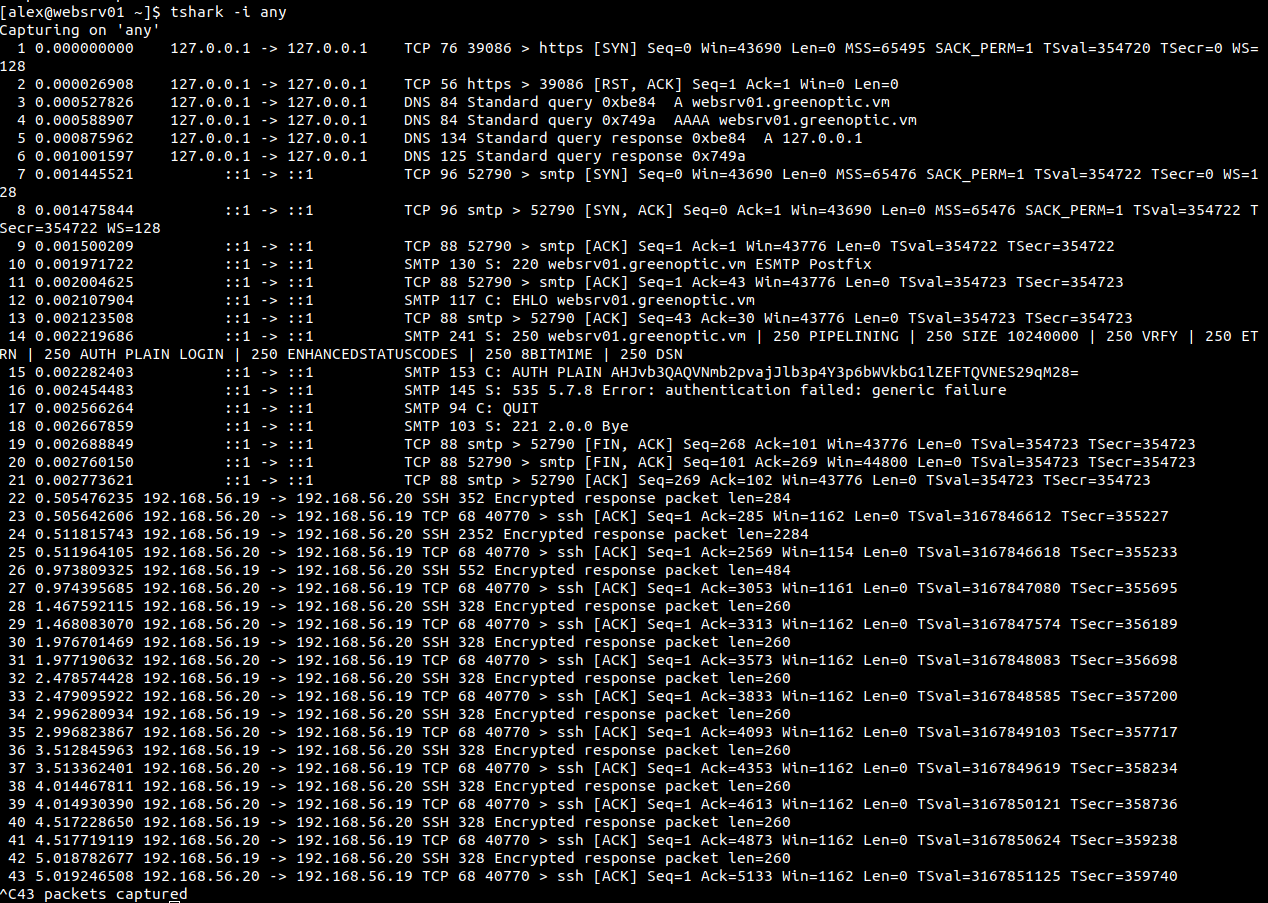 [alex@websrv01 ~]$ tshark -i any
Capturing on 'any'
  1 0.000000000    127.0.0.1 -> 127.0.0.1    TCP 76 39086 > https [SYN] Seq=0 Win=43690 Len=0 MSS=65495 SACK_PERM=1 TSval=354720 TSecr=0 WS=
128
  2 0.000026908    127.0.0.1 -> 127.0.0.1    TCP 56 https > 39086 [RST, ACK] Seq=1 Ack=1 Win=0 Len=0
  3 0.000527826    127.0.0.1 -> 127.0.0.1    DNS 84 Standard query 0xbe84  A websrv01.greenoptic.vm
  4 0.000588907    127.0.0.1 -> 127.0.0.1    DNS 84 Standard query 0x749a  AAAA websrv01.greenoptic.vm
  5 0.000875962    127.0.0.1 -> 127.0.0.1    DNS 134 Standard query response 0xbe84  A 127.0.0.1
  6 0.001001597    127.0.0.1 -> 127.0.0.1    DNS 125 Standard query response 0x749a
  7 0.001445521          ::1 -> ::1          TCP 96 52790 > smtp [SYN] Seq=0 Win=43690 Len=0 MSS=65476 SACK_PERM=1 TSval=354722 TSecr=0 WS=1
28
  8 0.001475844          ::1 -> ::1          TCP 96 smtp > 52790 [SYN, ACK] Seq=0 Ack=1 Win=43690 Len=0 MSS=65476 SACK_PERM=1 TSval=354722 T
Secr=354722 WS=128
  9 0.001500209          ::1 -> ::1          TCP 88 52790 > smtp [ACK] Seq=1 Ack=1 Win=43776 Len=0 TSval=354722 TSecr=354722
 10 0.001971722          ::1 -> ::1          SMTP 130 S: 220 websrv01.greenoptic.vm ESMTP Postfix
 11 0.002004625          ::1 -> ::1          TCP 88 52790 > smtp [ACK] Seq=1 Ack=43 Win=43776 Len=0 TSval=354723 TSecr=354723
 12 0.002107904          ::1 -> ::1          SMTP 117 C: EHLO websrv01.greenoptic.vm
 13 0.002123508          ::1 -> ::1          TCP 88 smtp > 52790 [ACK] Seq=43 Ack=30 Win=43776 Len=0 TSval=354723 TSecr=354723
 14 0.002219686          ::1 -> ::1          SMTP 241 S: 250 websrv01.greenoptic.vm | 250 PIPELINING | 250 SIZE 10240000 | 250 VRFY | 250 ET
RN | 250 AUTH PLAIN LOGIN | 250 ENHANCEDSTATUSCODES | 250 8BITMIME | 250 DSN
 15 0.002282403          ::1 -> ::1          SMTP 153 C: AUTH PLAIN AHJvb3QAQVNmb2pvajJlb3p4Y3p6bWVkbG1lZEFTQVNES29qM28=
 16 0.002454483          ::1 -> ::1          SMTP 145 S: 535 5.7.8 Error: authentication failed: generic failure
 17 0.002566264          ::1 -> ::1          SMTP 94 C: QUIT
 18 0.002667859          ::1 -> ::1          SMTP 103 S: 221 2.0.0 Bye
 19 0.002688849          ::1 -> ::1          TCP 88 smtp > 52790 [FIN, ACK] Seq=268 Ack=101 Win=43776 Len=0 TSval=354723 TSecr=354723
 20 0.002760150          ::1 -> ::1          TCP 88 52790 > smtp [FIN, ACK] Seq=101 Ack=269 Win=44800 Len=0 TSval=354723 TSecr=354723
 21 0.002773621          ::1 -> ::1          TCP 88 smtp > 52790 [ACK] Seq=269 Ack=102 Win=43776 Len=0 TSval=354723 TSecr=354723
 22 0.505476235 192.168.56.19 -> 192.168.56.20 SSH 352 Encrypted response packet len=284
 23 0.505642606 192.168.56.20 -> 192.168.56.19 TCP 68 40770 > ssh [ACK] Seq=1 Ack=285 Win=1162 Len=0 TSval=3167846612 TSecr=355227
 24 0.511815743 192.168.56.19 -> 192.168.56.20 SSH 2352 Encrypted response packet len=2284
 25 0.511964105 192.168.56.20 -> 192.168.56.19 TCP 68 40770 > ssh [ACK] Seq=1 Ack=2569 Win=1154 Len=0 TSval=3167846618 TSecr=355233
 26 0.973809325 192.168.56.19 -> 192.168.56.20 SSH 552 Encrypted response packet len=484
 27 0.974395685 192.168.56.20 -> 192.168.56.19 TCP 68 40770 > ssh [ACK] Seq=1 Ack=3053 Win=1161 Len=0 TSval=3167847080 TSecr=355695
 28 1.467592115 192.168.56.19 -> 192.168.56.20 SSH 328 Encrypted response packet len=260
 29 1.468083070 192.168.56.20 -> 192.168.56.19 TCP 68 40770 > ssh [ACK] Seq=1 Ack=3313 Win=1162 Len=0 TSval=3167847574 TSecr=356189
 30 1.976701469 192.168.56.19 -> 192.168.56.20 SSH 328 Encrypted response packet len=260
 31 1.977190632 192.168.56.20 -> 192.168.56.19 TCP 68 40770 > ssh [ACK] Seq=1 Ack=3573 Win=1162 Len=0 TSval=3167848083 TSecr=356698
 32 2.478574428 192.168.56.19 -> 192.168.56.20 SSH 328 Encrypted response packet len=260
 33 2.479095922 192.168.56.20 -> 192.168.56.19 TCP 68 40770 > ssh [ACK] Seq=1 Ack=3833 Win=1162 Len=0 TSval=3167848585 TSecr=357200
 34 2.996280934 192.168.56.19 -> 192.168.56.20 SSH 328 Encrypted response packet len=260
 35 2.996823867 192.168.56.20 -> 192.168.56.19 TCP 68 40770 > ssh [ACK] Seq=1 Ack=4093 Win=1162 Len=0 TSval=3167849103 TSecr=357717
 36 3.512845963 192.168.56.19 -> 192.168.56.20 SSH 328 Encrypted response packet len=260
 37 3.513362401 192.168.56.20 -> 192.168.56.19 TCP 68 40770 > ssh [ACK] Seq=1 Ack=4353 Win=1162 Len=0 TSval=3167849619 TSecr=358234
 38 4.014467811 192.168.56.19 -> 192.168.56.20 SSH 328 Encrypted response packet len=260
 39 4.014930390 192.168.56.20 -> 192.168.56.19 TCP 68 40770 > ssh [ACK] Seq=1 Ack=4613 Win=1162 Len=0 TSval=3167850121 TSecr=358736
 40 4.517228650 192.168.56.19 -> 192.168.56.20 SSH 328 Encrypted response packet len=260
 41 4.517719119 192.168.56.20 -> 192.168.56.19 TCP 68 40770 > ssh [ACK] Seq=1 Ack=4873 Win=1162 Len=0 TSval=3167850624 TSecr=359238
 42 5.018782677 192.168.56.19 -> 192.168.56.20 SSH 328 Encrypted response packet len=260
 43 5.019246508 192.168.56.20 -> 192.168.56.19 TCP 68 40770 > ssh [ACK] Seq=1 Ack=5133 Win=1162 Len=0 TSval=3167851125 TSecr=359740
^C43 packets captured